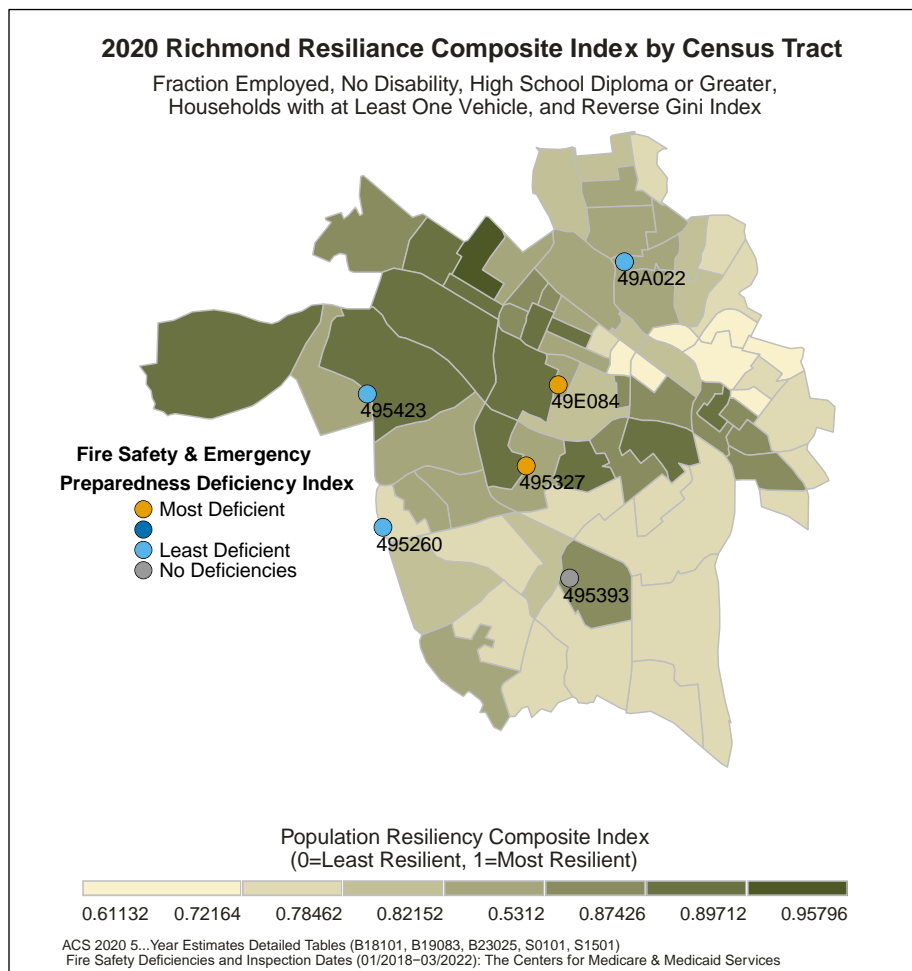 2020 Richmond Resiliance Composite Index by Census Tract
Fraction Employed, No Disability, High School Diploma or Greater,
Households with at Least One Vehicle, and Reverse Gini Index
49A022
495423
49E084
Fire Safety & Emergency
Preparedness Deficiency Index
495327
Most Deficient
Least Deficient
495260
No Deficiencies
495393
Population Resiliency Composite Index
(0=Least Resilient, 1=Most Resilient)
0.61132 0.72164 0.78462 0.82152 0.5312 0.87426 0.89712 0.95796
ACS 2020 5...Year Estimates Detailed Tables (B18101, B19083, B23025, S0101, S1501)
Fire Safety Deficiencies and Inspection Dates (01/2018−03/2022): The Centers for Medicare & Medicaid Services